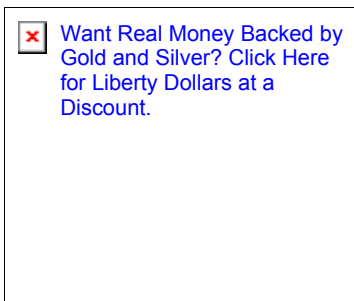 Want Real Money Backed by
Gold and Silver? Click Here
for Liberty Dollars at a
Discount.